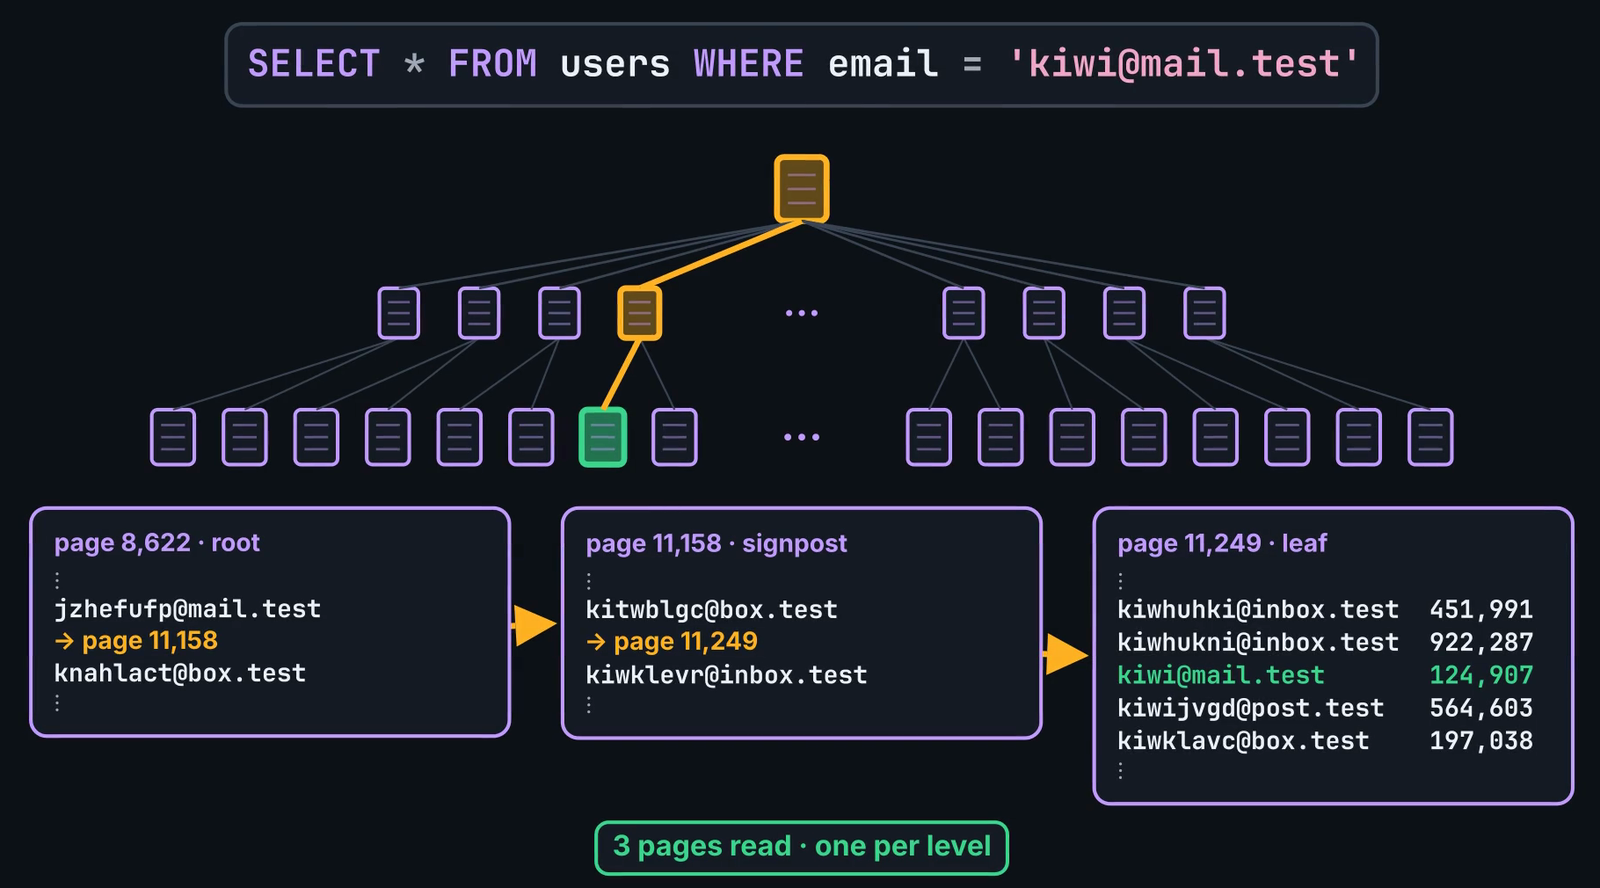 SELECT * FROM users WHERE email = 'kiwi@mail.test'
...
...
page 8,622 · root
⋮
jzhefufp@mail.test
→ page 11,158
knahlact@box.test
⋮
page 11,158 · signpost
⋮
kitwblgc@box.test
→ page 11,249
kiwklevr@inbox.test
⋮
page 11,249 · leaf
⋮
kiwhuhki@inbox.test 451,991
kiwhukni@inbox.test 922,287
kiwi@mail.test 124,907
kiwijvgd@post.test 564,603
kiwklavc@box.test 197,038
⋮
3 pages read · one per level